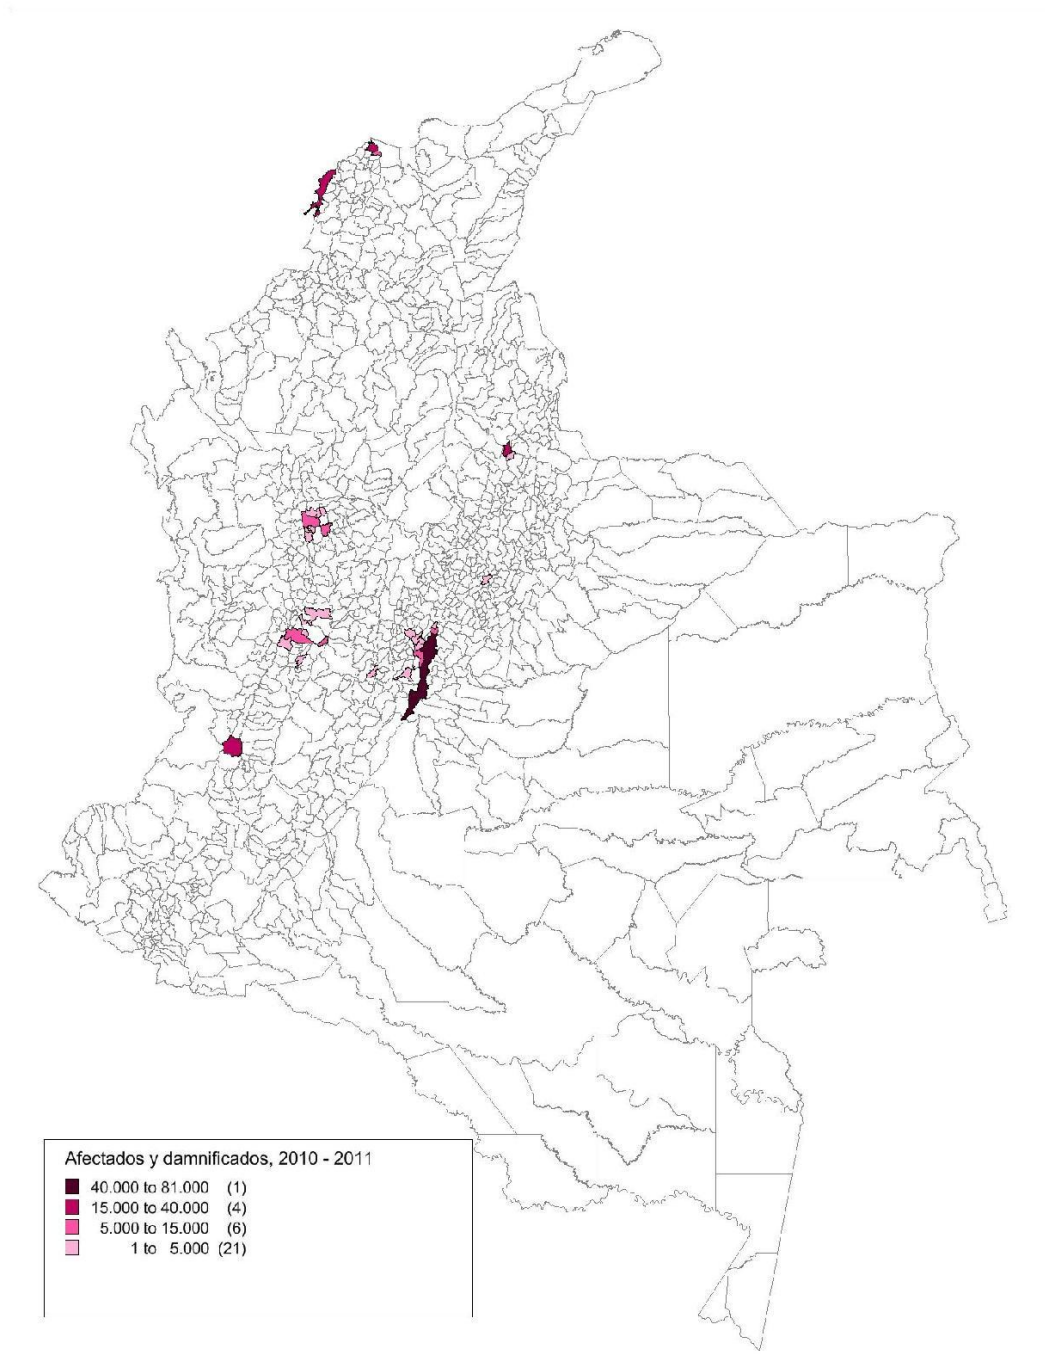 Afectados y damnificados, 2010 - 2011
40.000 to 81.000 (1)
15.000 to 40.000 (4)
5.000 to 15.000 (6)
1 to 5.000 (21)